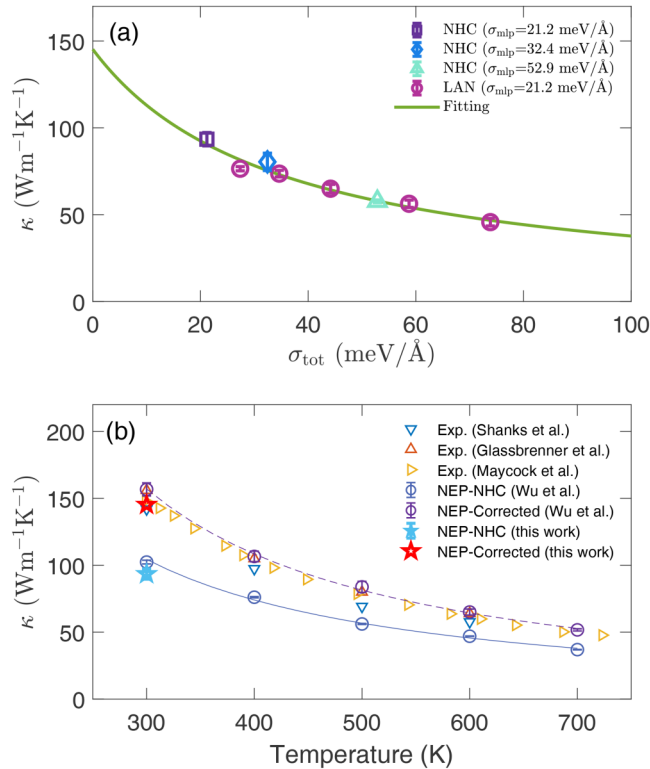 (a)
NHC (σmlp=21.2 meV/Å)
NHC (σmlp=32.4 meV/Å)
NHC (σmlp=52.9 meV/Å)
LAN (σmlp=21.2 meV/Å)
Fitting
150
100
50
0
κ (Wm⁻¹K⁻¹)
0 20 40 60 80 100
σtot (meV/Å)
(b)
Exp. (Shanks et al.)
Exp. (Glassbrenner et al.)
Exp. (Maycock et al.)
NEP-NHC (Wu et al.)
NEP-Corrected (Wu et al.)
NEP-NHC (this work)
NEP-Corrected (this work)
200
150
100
50
0
κ (Wm⁻¹K⁻¹)
300 400 500 600 700
Temperature (K)